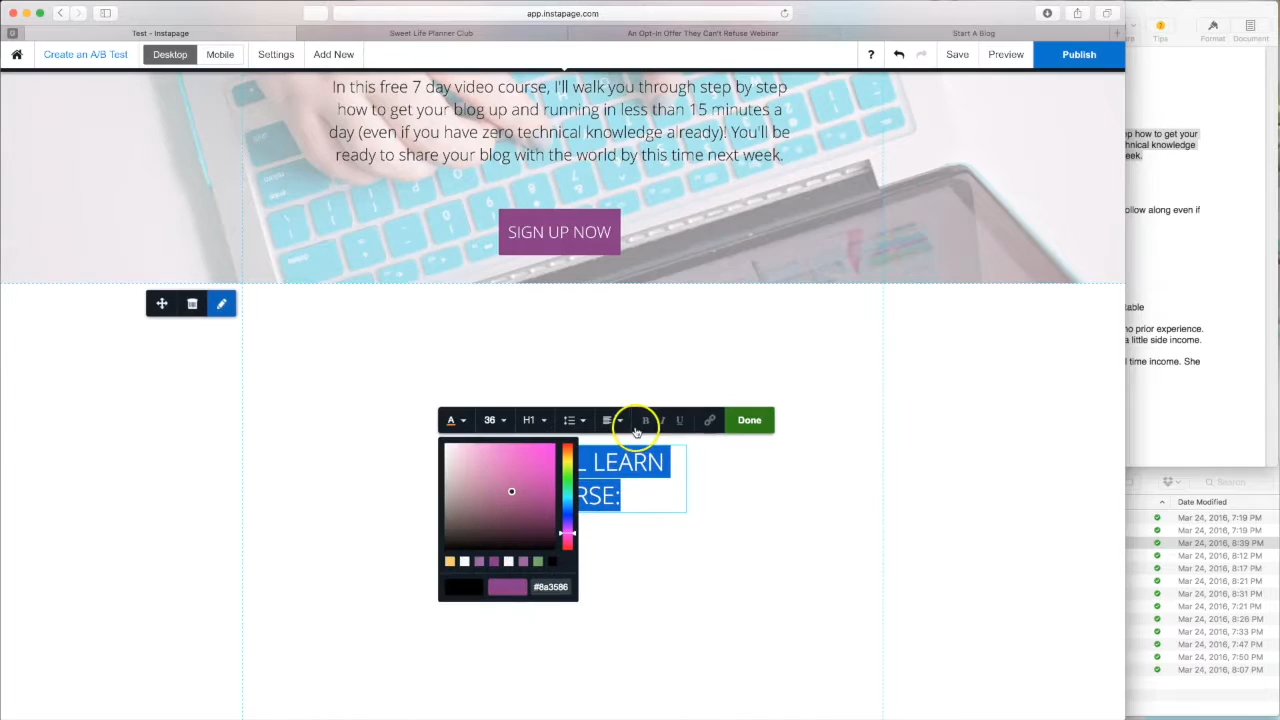 app.instapage.com
Test - Instapage
Sweet Life Planner Club
An Opt-In Offer They Can't Refuse Webinar
Start A Blog
Tips
Format
Document
Create an A/B Test
Desktop
Mobile
Settings
Add New
?
Save
Preview
Publish
In this free 7 day video course, I'll walk you through step by step
how to get your blog up and running in less than 15 minutes a
day (even if you have zero technical knowledge already)! You'll be
ready to share your blog with the world by this time next week.
SIGN UP NOW
how to get your
knowledge
ollow along even if
table
no prior experience.
a little side income.
time income. She
A
36
H1
B
I
U
Done
LEARN
RSE:
#8a3586
Search
Date Modified
Mar 24, 2016, 7:19 PM
Mar 24, 2016, 7:19 PM
Mar 24, 2016, 8:39 PM
Mar 24, 2016, 8:12 PM
Mar 24, 2016, 8:17 PM
Mar 24, 2016, 8:21 PM
Mar 24, 2016, 8:31 PM
Mar 24, 2016, 7:21 PM
Mar 24, 2016, 8:26 PM
Mar 24, 2016, 7:33 PM
Mar 24, 2016, 7:47 PM
Mar 24, 2016, 7:50 PM
Mar 24, 2016, 8:07 PM